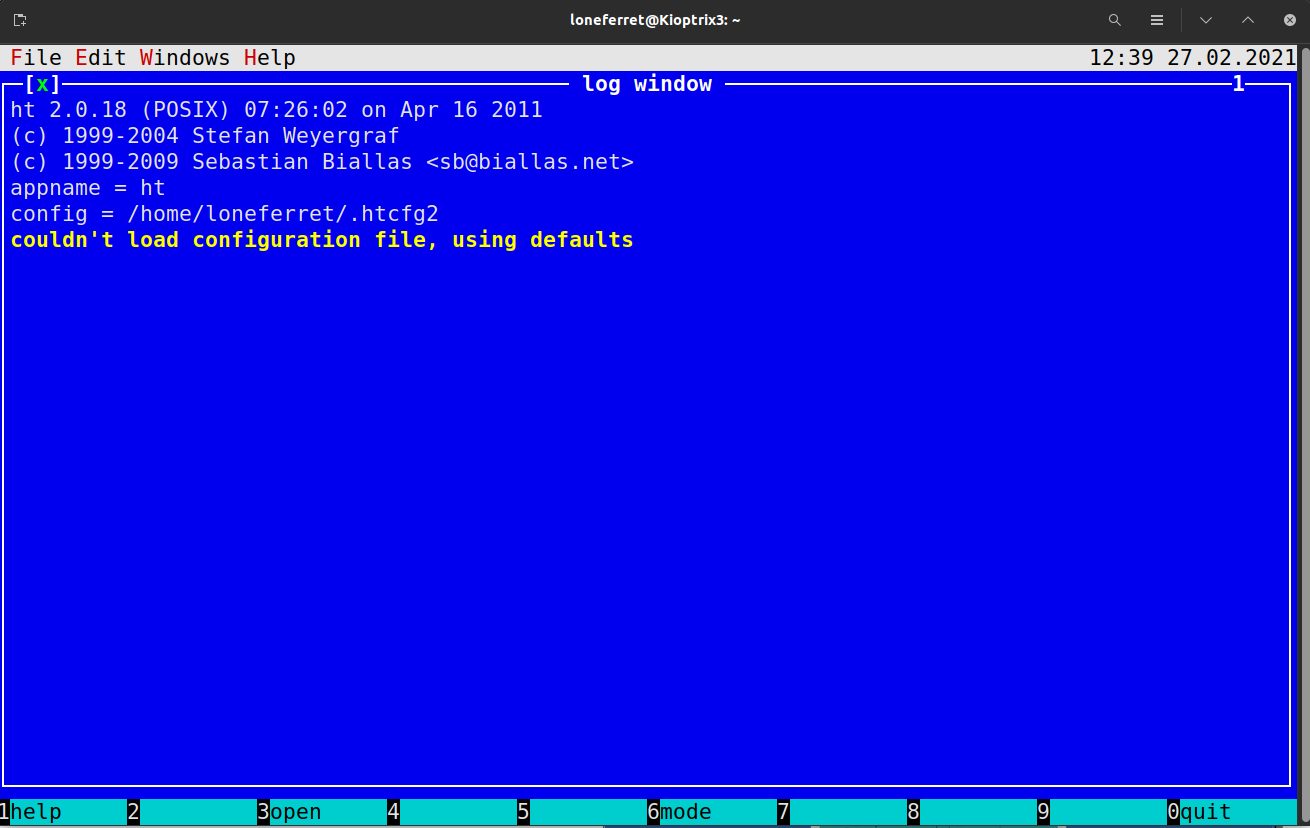 loneferret@Kioptrix3: ~
File Edit Windows Help 12:39 27.02.2021
[x] log window 1
ht 2.0.18 (POSIX) 07:26:02 on Apr 16 2011
(c) 1999-2004 Stefan Weyergraf
(c) 1999-2009 Sebastian Biallas <sb@biallas.net>
appname = ht
config = /home/loneferret/.htcfg2
couldn't load configuration file, using defaults
1help 2 3open 4 5 6mode 7 8 9 0quit